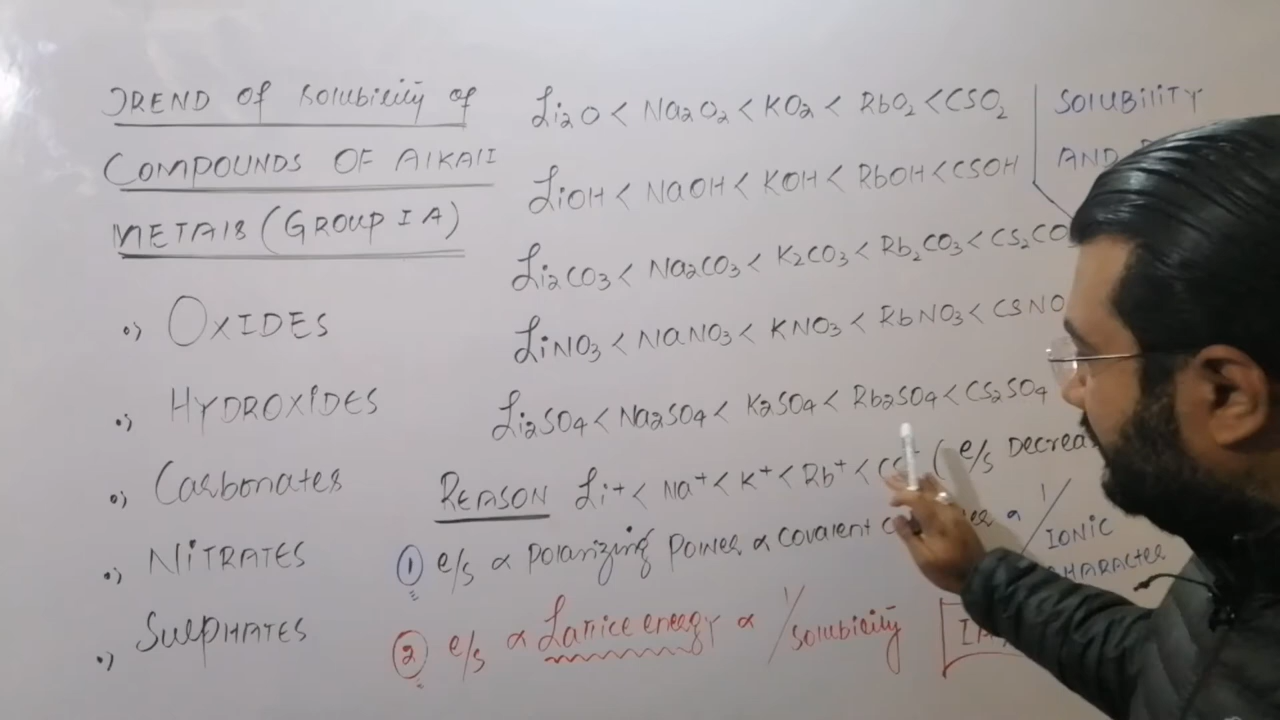 TREND OF SOLUBILITY OF
COMPOUNDS OF ALKALI
METALS (GROUP IA)
OXIDES
HYDROXIDES
Carbonates
NITRATES
SULPHATES
Li2O < Na2O2 < KO2 < RbO2 < CSO2
SOLUBILITY
AND
LiOH < NaOH < KOH < RbOH < CSOH
Li2CO3 < Na2CO3 < K2CO3 < Rb2CO3 < CS2CO
LiNO3 < NaNO3 < KNO3 < RbNO3 < CSNO
Li2SO4 < Na2SO4 < K2SO4 < Rb2SO4 < CS2SO4
REASON Li+ < Na+ < K+ < Rb+ < CS+ ( e/s DECREA
① e/s ∝ Polarizing Power ∝ covalent ∝ 1/IONIC CHARACTER
② e/s ∝ Lattice energy ∝ 1/solubility